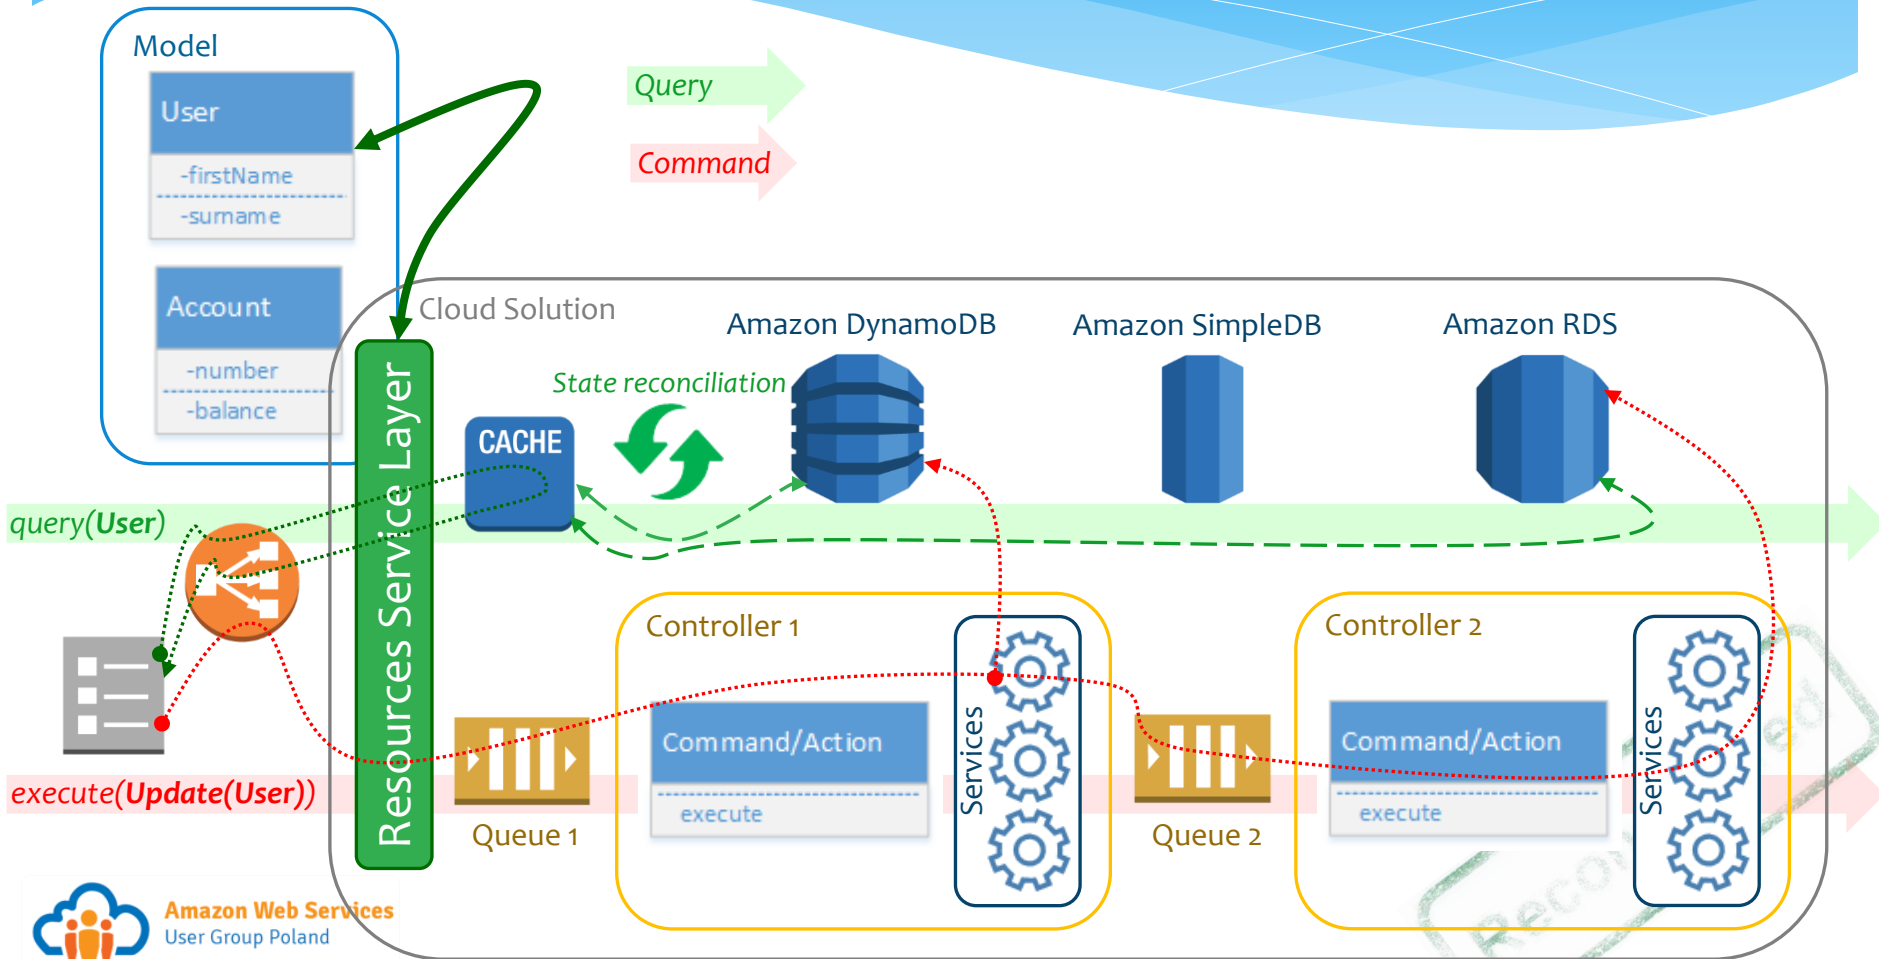 Model
User
-firstName
-surname
Account
-number
-balance
Query
Command
Cloud Solution
Amazon DynamoDB
Amazon SimpleDB
Amazon RDS
State reconciliation
CACHE
Resources Service Layer
query(User)
execute(Update(User))
Queue 1
Controller 1
Command/Action
execute
Services
Queue 2
Controller 2
Command/Action
execute
Services
Amazon Web Services
User Group Poland